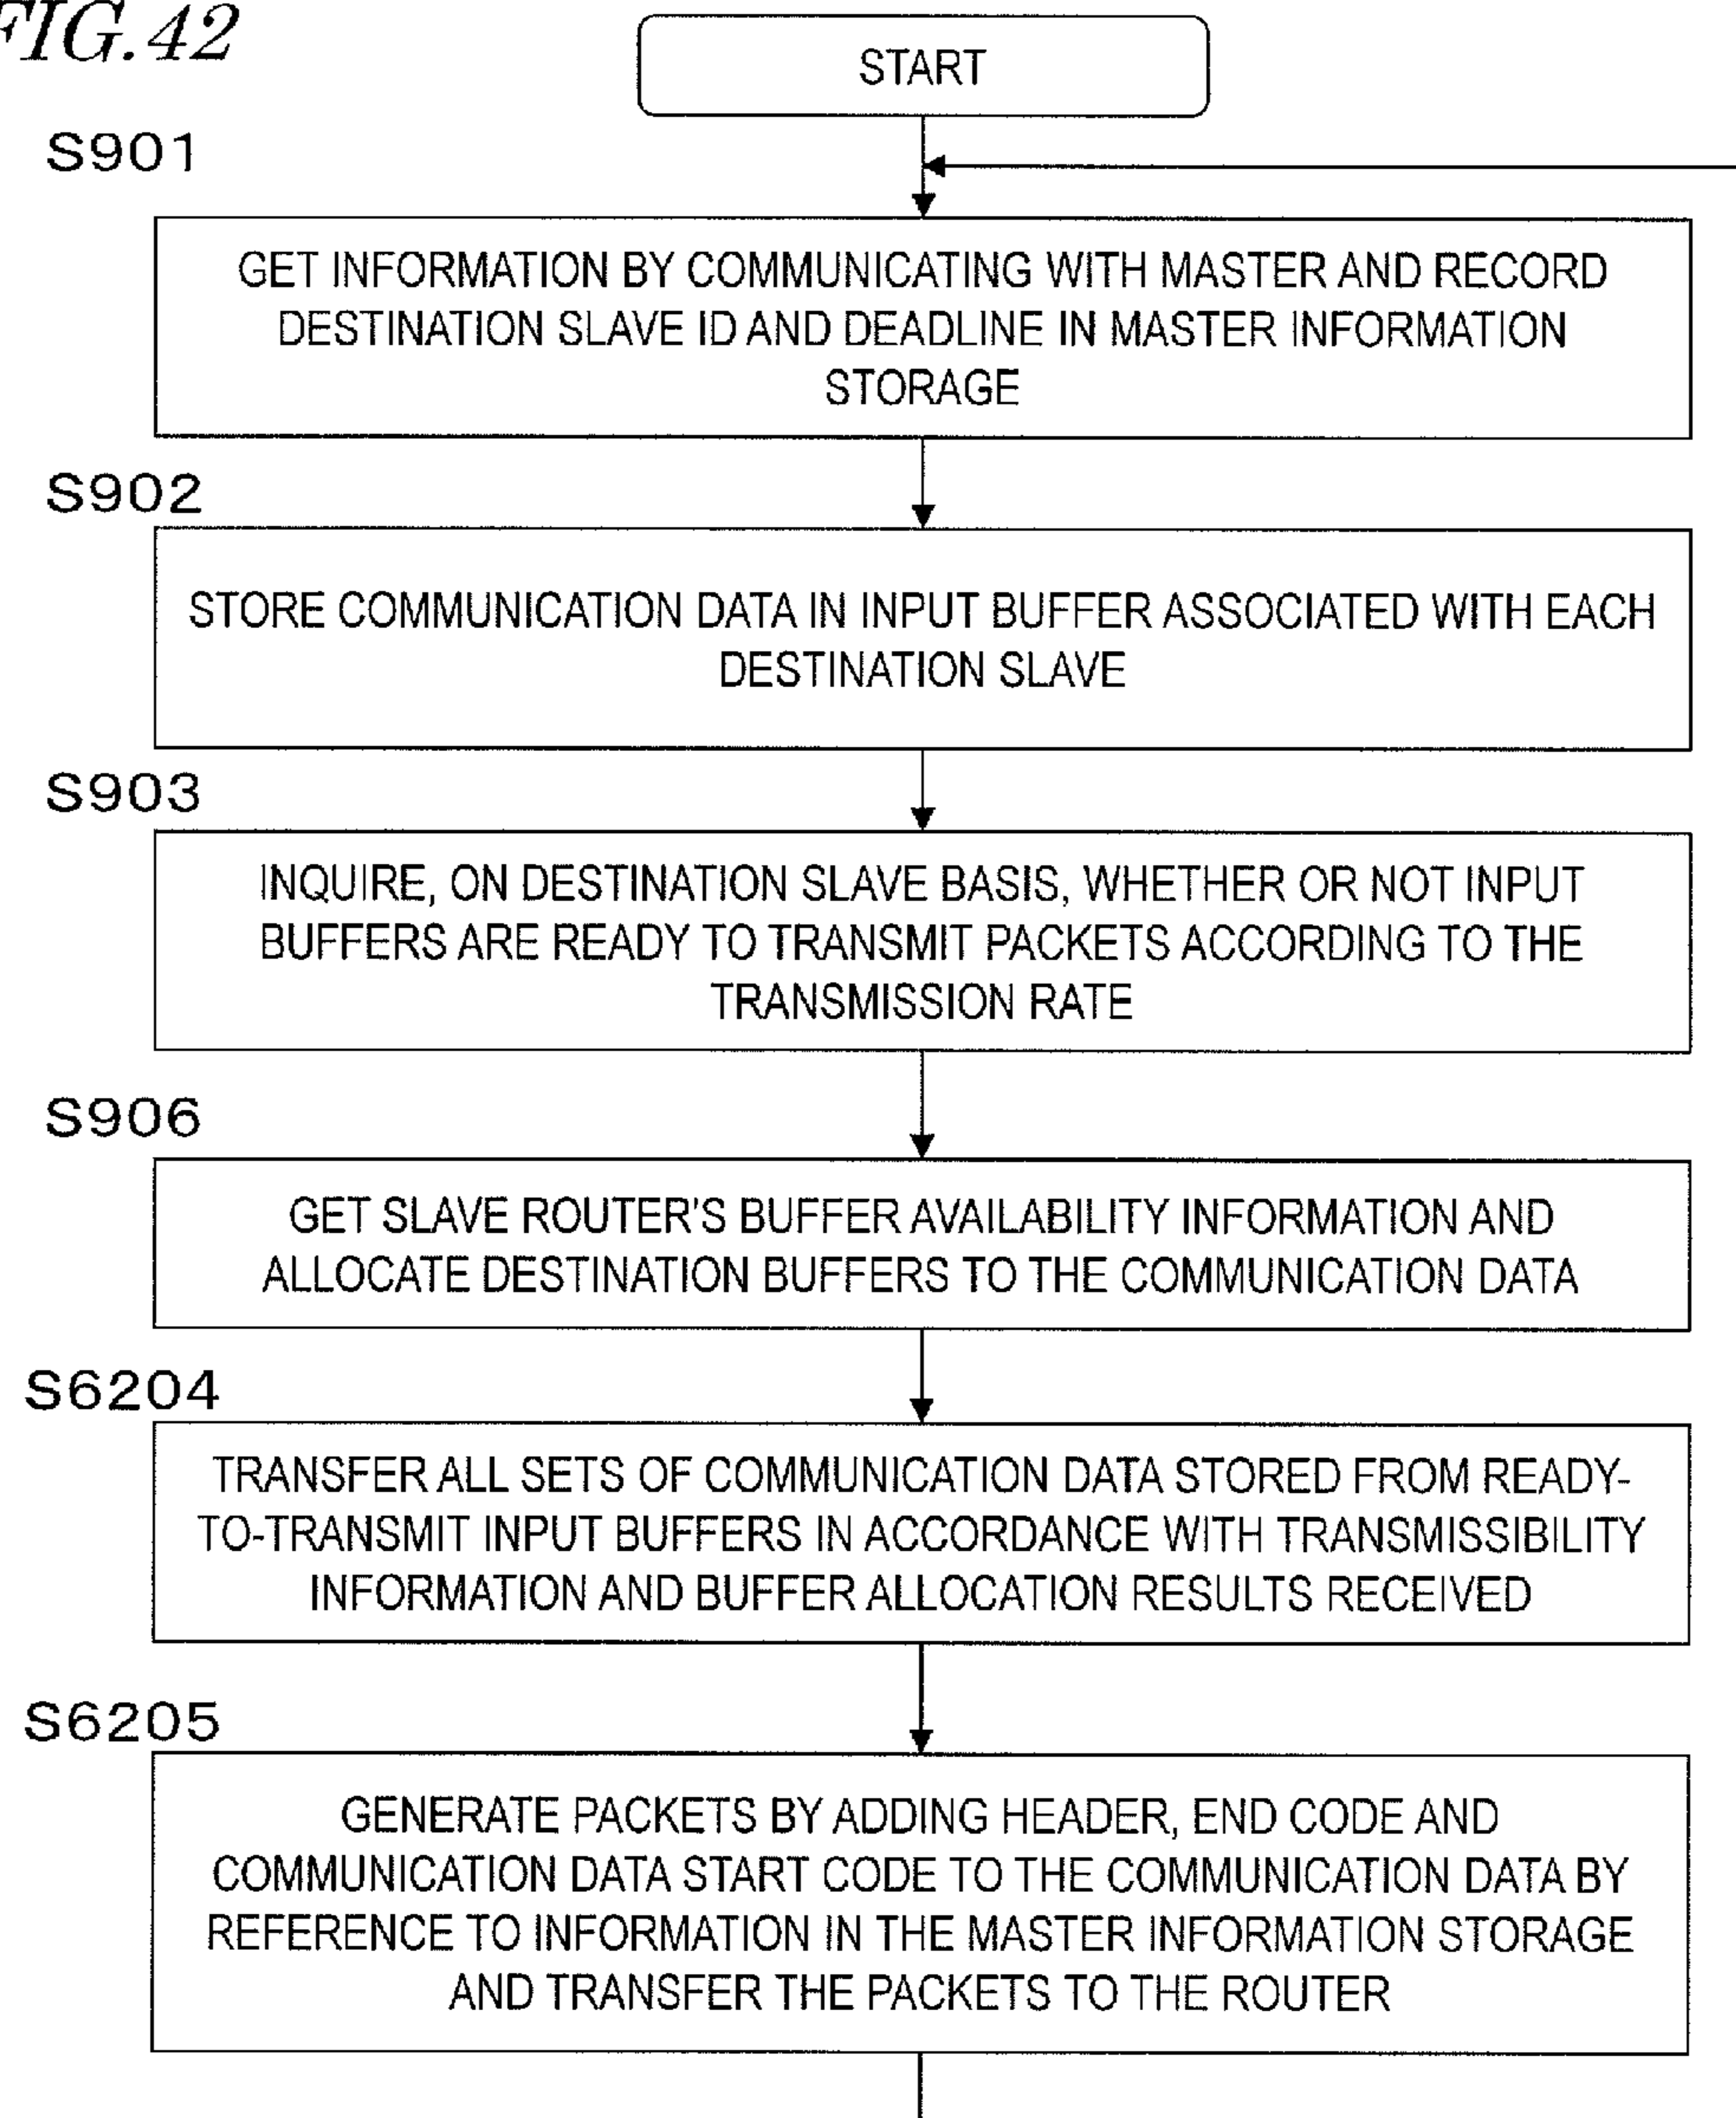 FIG.42
START
S901
GET INFORMATION BY COMMUNICATING WITH MASTER AND RECORD
DESTINATION SLAVE ID AND DEADLINE IN MASTER INFORMATION
STORAGE
S902
STORE COMMUNICATION DATA IN INPUT BUFFER ASSOCIATED WITH EACH
DESTINATION SLAVE
S903
INQUIRE, ON DESTINATION SLAVE BASIS, WHETHER OR NOT INPUT
BUFFERS ARE READY TO TRANSMIT PACKETS ACCORDING TO THE
TRANSMISSION RATE
S906
GET SLAVE ROUTER'S BUFFER AVAILABILITY INFORMATION AND
ALLOCATE DESTINATION BUFFERS TO THE COMMUNICATION DATA
S6204
TRANSFER ALL SETS OF COMMUNICATION DATA STORED FROM READY-
TO-TRANSMIT INPUT BUFFERS IN ACCORDANCE WITH TRANSMISSIBILITY
INFORMATION AND BUFFER ALLOCATION RESULTS RECEIVED
S6205
GENERATE PACKETS BY ADDING HEADER, END CODE AND
COMMUNICATION DATA START CODE TO THE COMMUNICATION DATA BY
REFERENCE TO INFORMATION IN THE MASTER INFORMATION STORAGE
AND TRANSFER THE PACKETS TO THE ROUTER